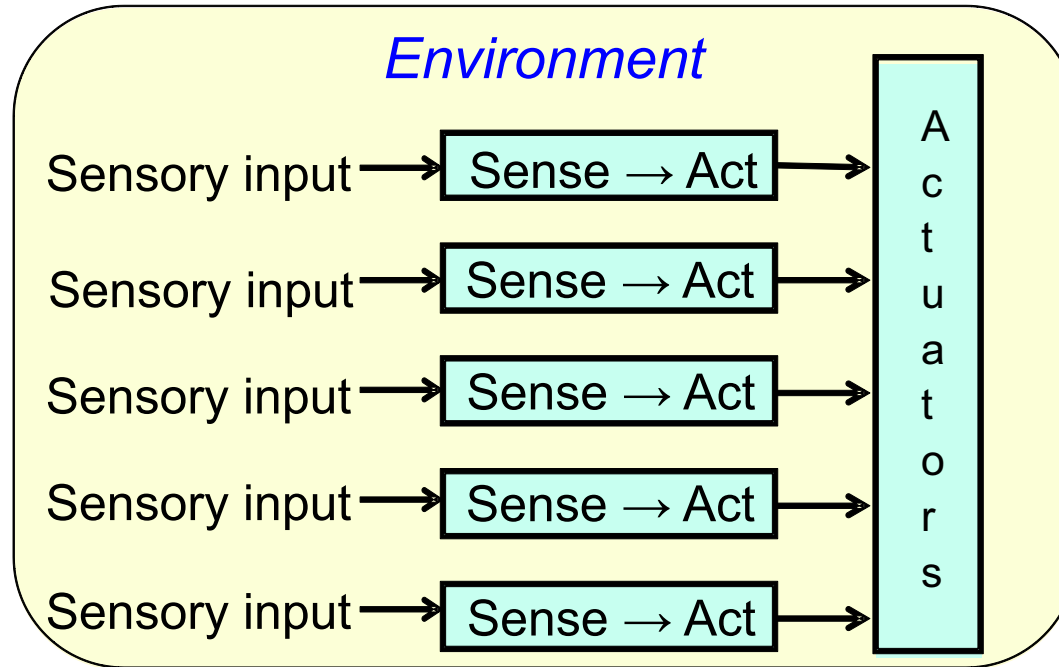 Environment
Sensory input Sense → Act
Sensory input Sense → Act
Sensory input Sense → Act
Sensory input Sense → Act
Sensory input Sense → Act
Actuators